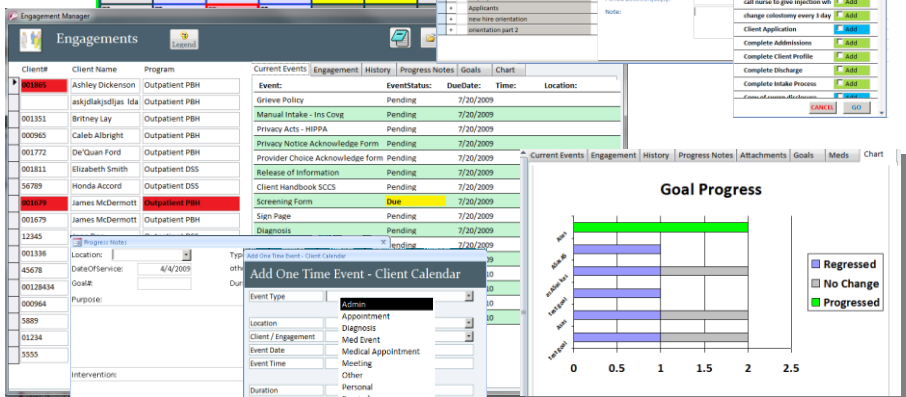 Engagement Manager
Engagements
Legend
Client# Client Name Program
001865 Ashley Dickenson Outpatient PBH
askjdlakjsdljas lda Outpatient PBH
001351 Britney Lay Outpatient PBH
000965 Caleb Albright Outpatient PBH
001772 De'Quan Ford Outpatient PBH
001811 Elizabeth Smith Outpatient DSS
56789 Honda Accord Outpatient DSS
001679 James McDermott Outpatient PBH
001679 James McDermott Outpatient PBH
12345
001336
45678
00128434
000964
5889
01234
5555
Current Events Engagement History Progress Notes Goals Chart
Event: EventStatus: DueDate: Time: Location:
Grieve Policy Pending 7/20/2009
Manual Intake - Ins Covg Pending 7/20/2009
Privacy Acts - HIPPA Pending 7/20/2009
Privacy Notice Acknowledge Form Pending 7/20/2009
Provider Choice Acknowledge form Pending 7/20/2009
Release of Information Pending 7/20/2009
Client Handbook SCCS Pending 7/20/2009
Screening Form Due 7/20/2009
Sign Page Pending 7/20/2009
Diagnosis Pending 7/20/2009
Pending 7/20/2009
Applicants
new hire orientation
orientation part 2
Note:
call nurse to give injection wh Add
change colostomy every 3 day Add
Client Application Add
Complete Addmissions Add
Complete Client Profile Add
Complete Discharge Add
Complete Intake Process Add
CANCEL GO
Progress Notes
Location:
DateOfService: 4/4/2009
Goal#:
Purpose:
Intervention:
Add One Time Event - Client Calendar
Add One Time Event - Client Calendar
Event Type
Location
Client / Engagement
Event Date
Event Time
Duration
Admin
Appointment
Diagnosis
Med Event
Medical Appointment
Meeting
Other
Personal
Current Events Engagement History Progress Notes Attachments Goals Meds Chart
Goal Progress
test goal
test goal
Regressed
No Change
Progressed
0 0.5 1 1.5 2 2.5